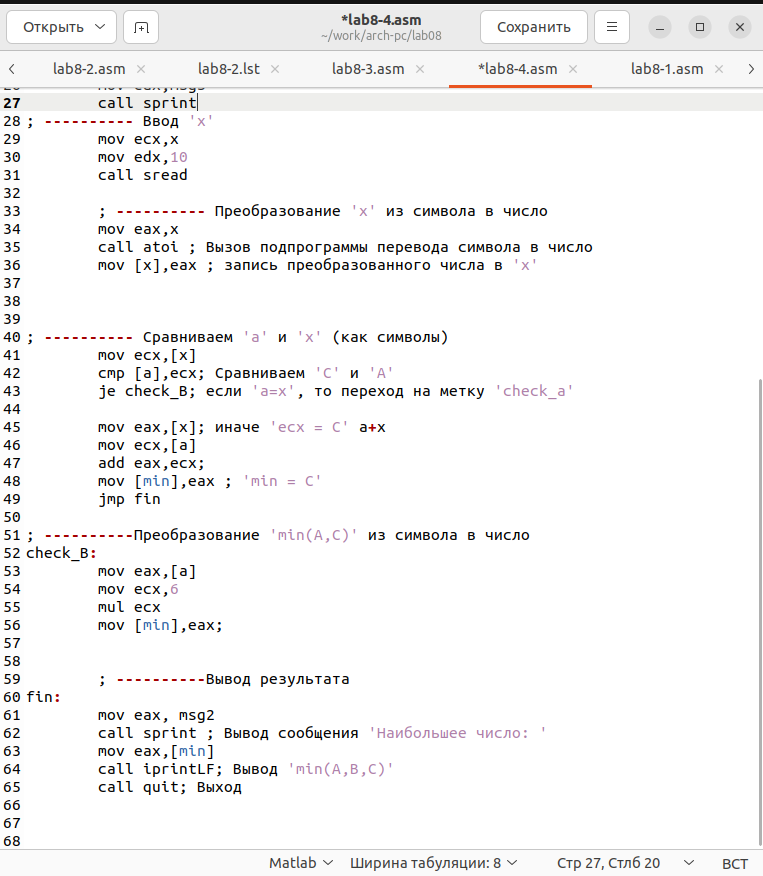 Открыть
*lab8-4.asm
~/work/arch-pc/lab08
Сохранить
lab8-2.asm
lab8-2.lst
lab8-3.asm
*lab8-4.asm
lab8-1.asm
27 call sprint
28 ; ---------- Ввод 'x'
29 mov ecx,x
30 mov edx,10
31 call sread
32
33 ; ---------- Преобразование 'x' из символа в число
34 mov eax,x
35 call atoi ; Вызов подпрограммы перевода символа в число
36 mov [x],eax ; запись преобразованного числа в 'x'
37
38
39
40 ; ---------- Сравниваем 'a' и 'x' (как символы)
41 mov ecx,[x]
42 cmp [a],ecx; Сравниваем 'C' и 'A'
43 je check_B; если 'a=x', то переход на метку 'check_a'
44
45 mov eax,[x]; иначе 'ecx = C' a+x
46 mov ecx,[a]
47 add eax,ecx;
48 mov [min],eax ; 'min = C'
49 jmp fin
50
51 ; ----------Преобразование 'min(A,C)' из символа в число
52 check_B:
53 mov eax,[a]
54 mov ecx,6
55 mul ecx
56 mov [min],eax;
57
58
59 ; ----------Вывод результата
60 fin:
61 mov eax, msg2
62 call sprint ; Вывод сообщения 'Наибольшее число: '
63 mov eax,[min]
64 call iprintLF; Вывод 'min(A,B,C)'
65 call quit; Выход
66
67
68
Matlab Ширина табуляции: 8 Стр 27, Стлб 20 ВСТ